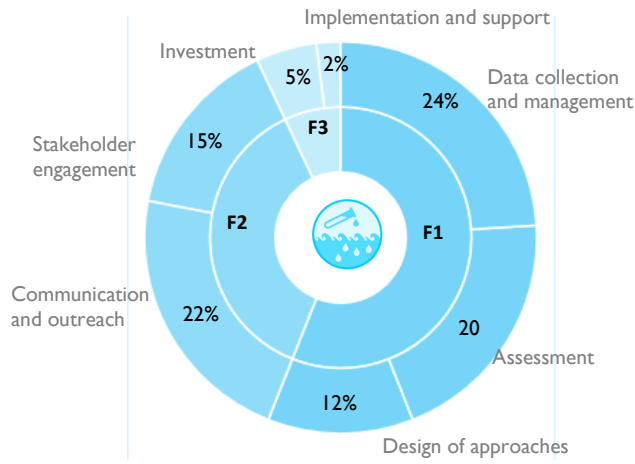 Implementation and support
Investment
2%
5%
Data collection
and management
24%
F3
15%
Stakeholder
engagement
F2
F1
Communication
and outreach
22%
20
Assessment
12%
Design of approaches